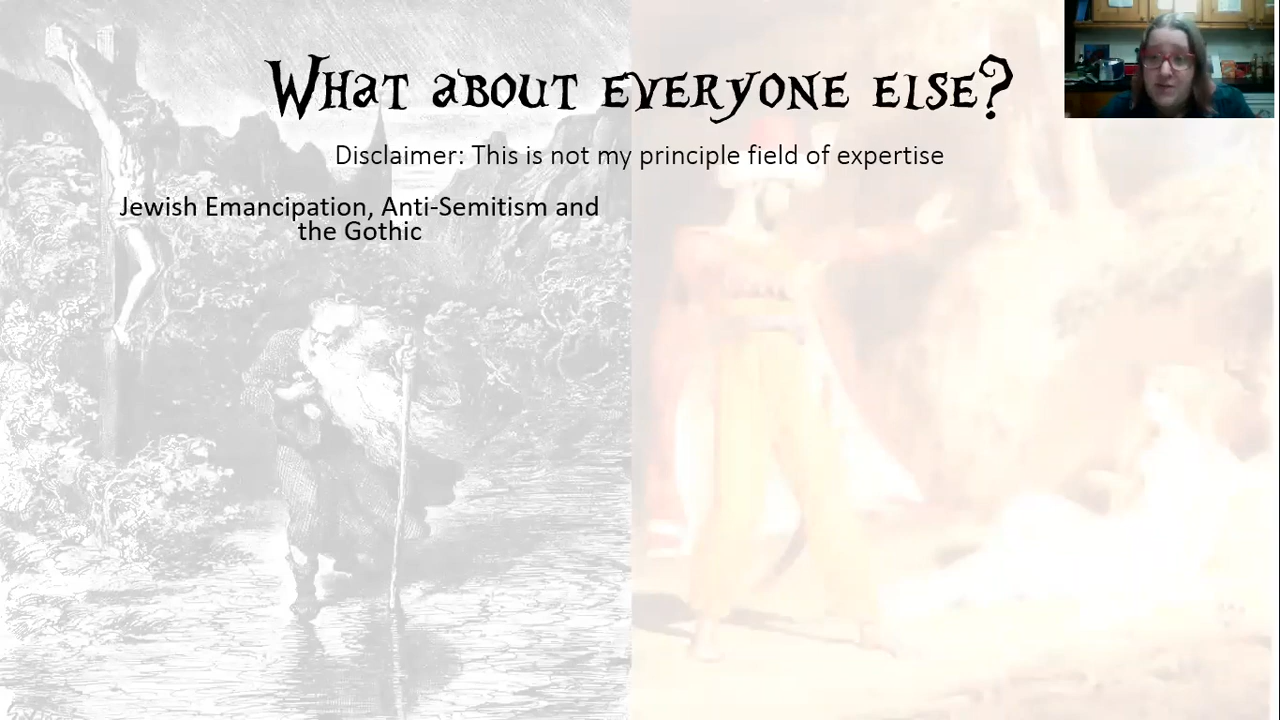 What about everyone else?
Disclaimer: This is not my principle field of expertise
Jewish Emancipation, Anti-Semitism and
the Gothic